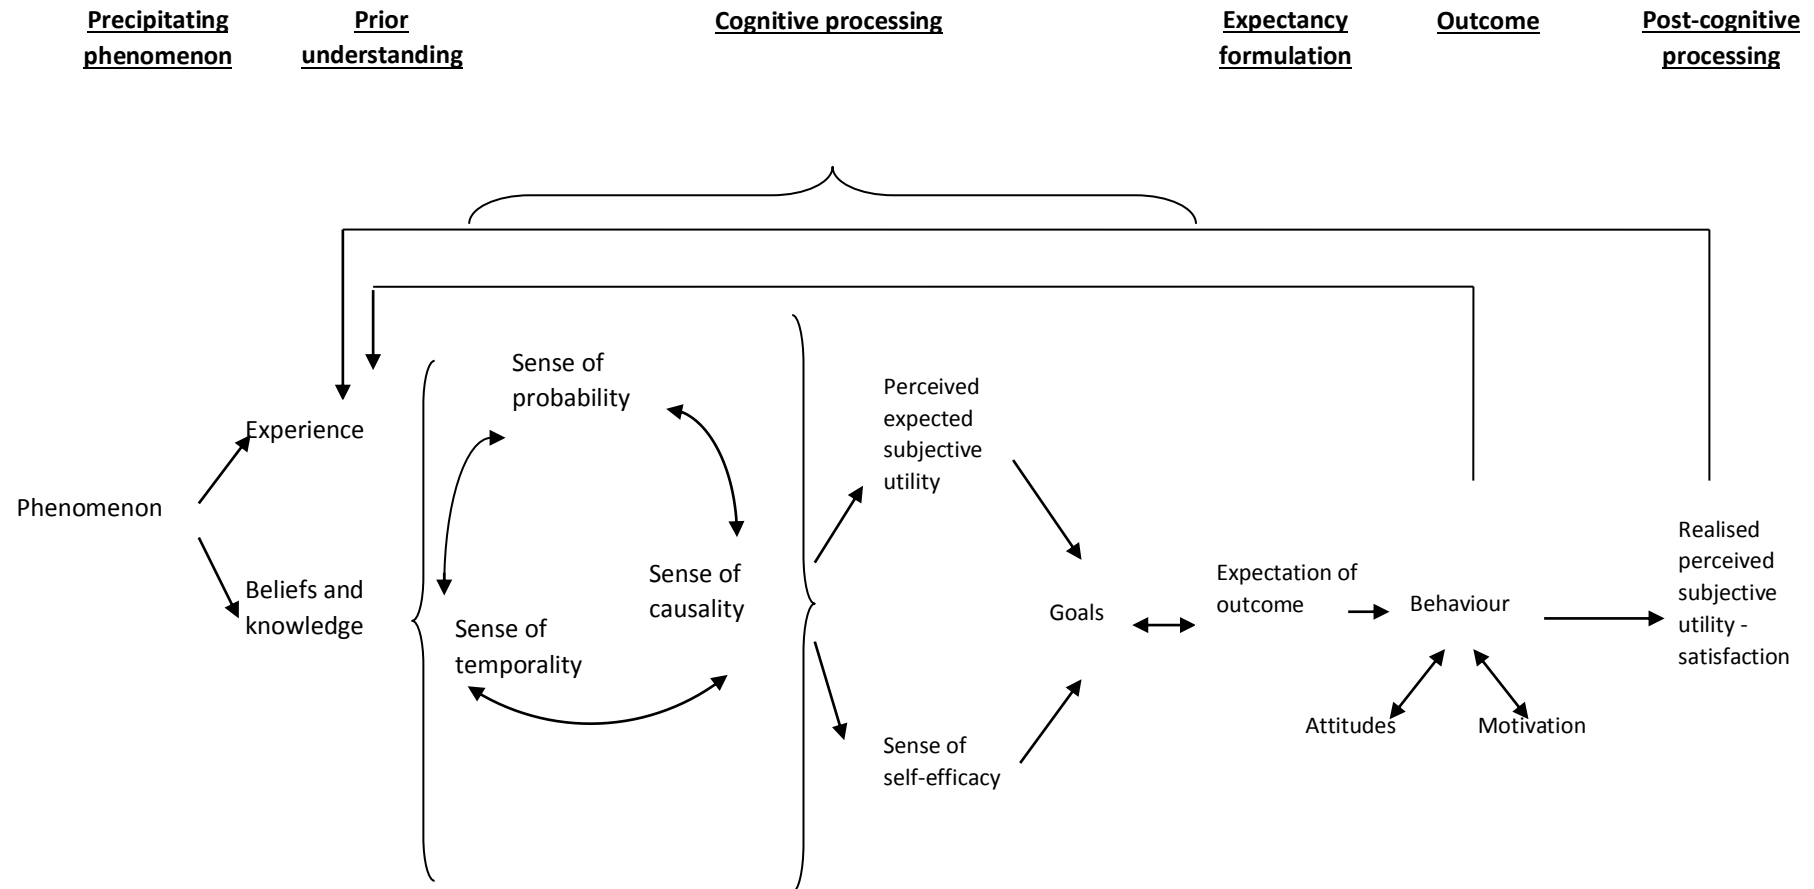 Precipitating
phenomenon
Prior
understanding
Cognitive processing
Expectancy
formulation
Outcome
Post-cognitive
processing
Phenomenon
Experience
Beliefs and
knowledge
Sense of
probability
Sense of
causality
Sense of
temporality
Perceived
expected
subjective
utility
Sense of
self-efficacy
Goals
Expectation of
outcome
Behaviour
Attitudes
Motivation
Realised
perceived
subjective
utility -
satisfaction